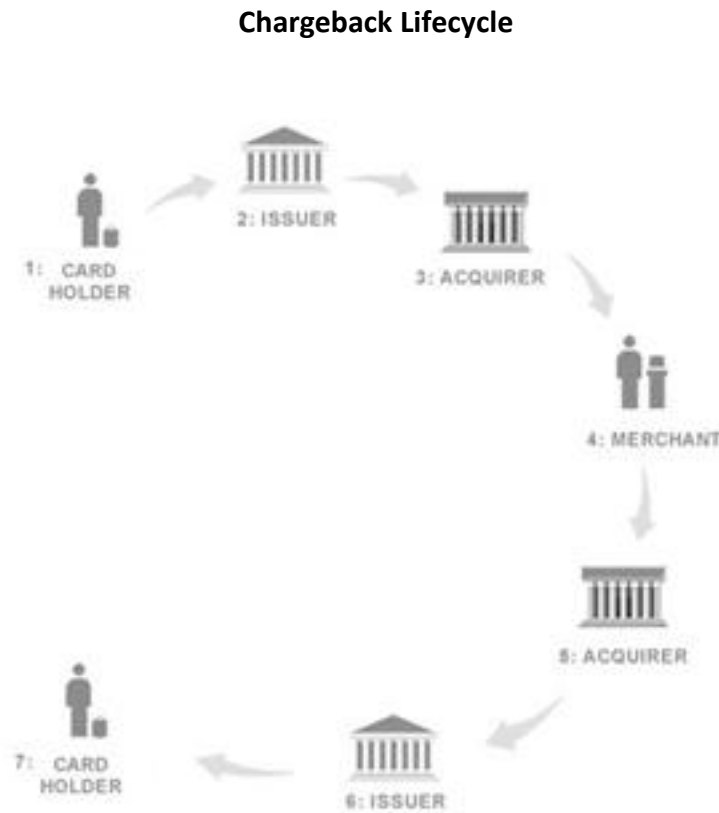 Chargeback Lifecycle
2: ISSUER
1: CARD
HOLDER
3: ACQUIRER
4: MERCHANT
5: ACQUIRER
7: CARD
HOLDER
6: ISSUER